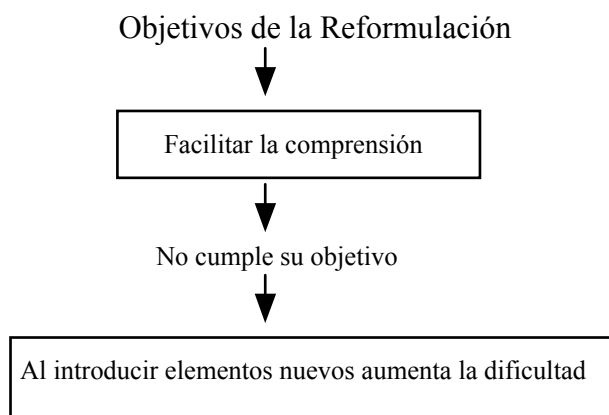 Objetivos de la Reformulación
Facilitar la comprensión
No cumple su objetivo
Al introducir elementos nuevos aumenta la dificultad